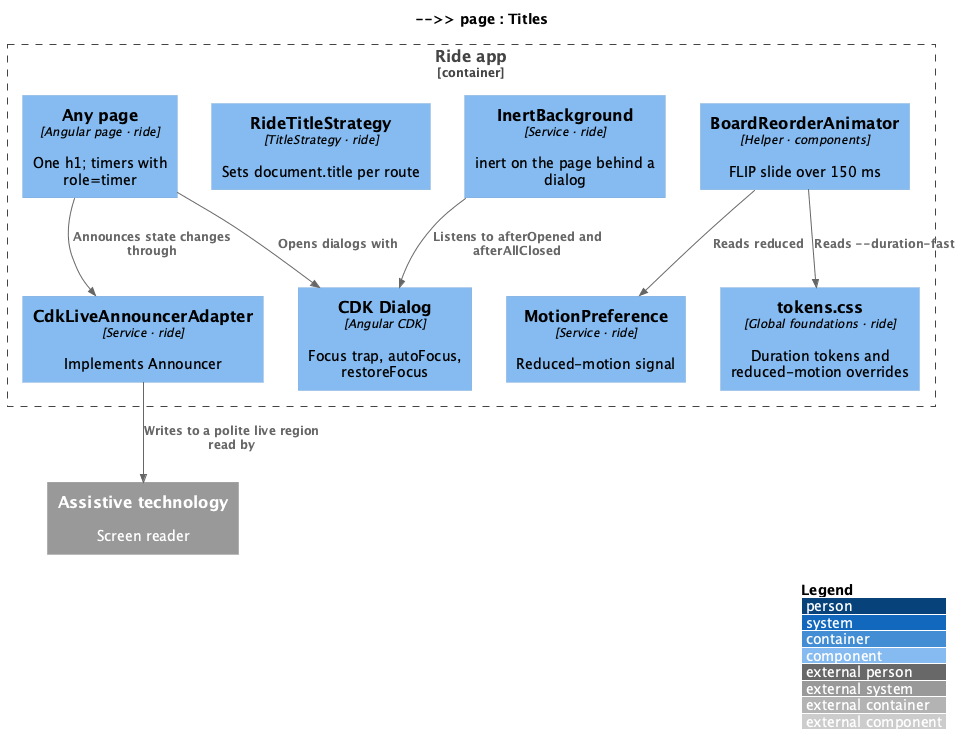 -->> page : Titles
Ride app
[container]
Any page
[Angular page · ride]
One h1; timers with
role=timer
RideTitleStrategy
[TitleStrategy · ride]
Sets document.title per route
InertBackground
[Service · ride]
inert on the page behind a
dialog
BoardReorderAnimator
[Helper · components]
FLIP slide over 150 ms
Announces state changes
through
Opens dialogs with
Listens to afterOpened and
afterAllClosed
Reads reduced
Reads --duration-fast
CdkLiveAnnouncerAdapter
[Service · ride]
Implements Announcer
CDK Dialog
[Angular CDK]
Focus trap, autoFocus,
restoreFocus
MotionPreference
[Service · ride]
Reduced-motion signal
tokens.css
[Global foundations · ride]
Duration tokens and
reduced-motion overrides
Writes to a polite live region
read by
Assistive technology
Screen reader
Legend
person
system
container
component
external person
external system
external container
external component